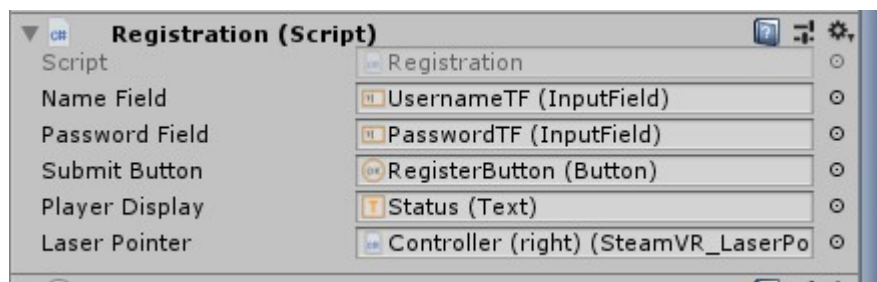 Registration (Script)
Script Registration
Name Field UsernameTF (InputField)
Password Field PasswordTF (InputField)
Submit Button RegisterButton (Button)
Player Display Status (Text)
Laser Pointer Controller (right) (SteamVR_LaserPo